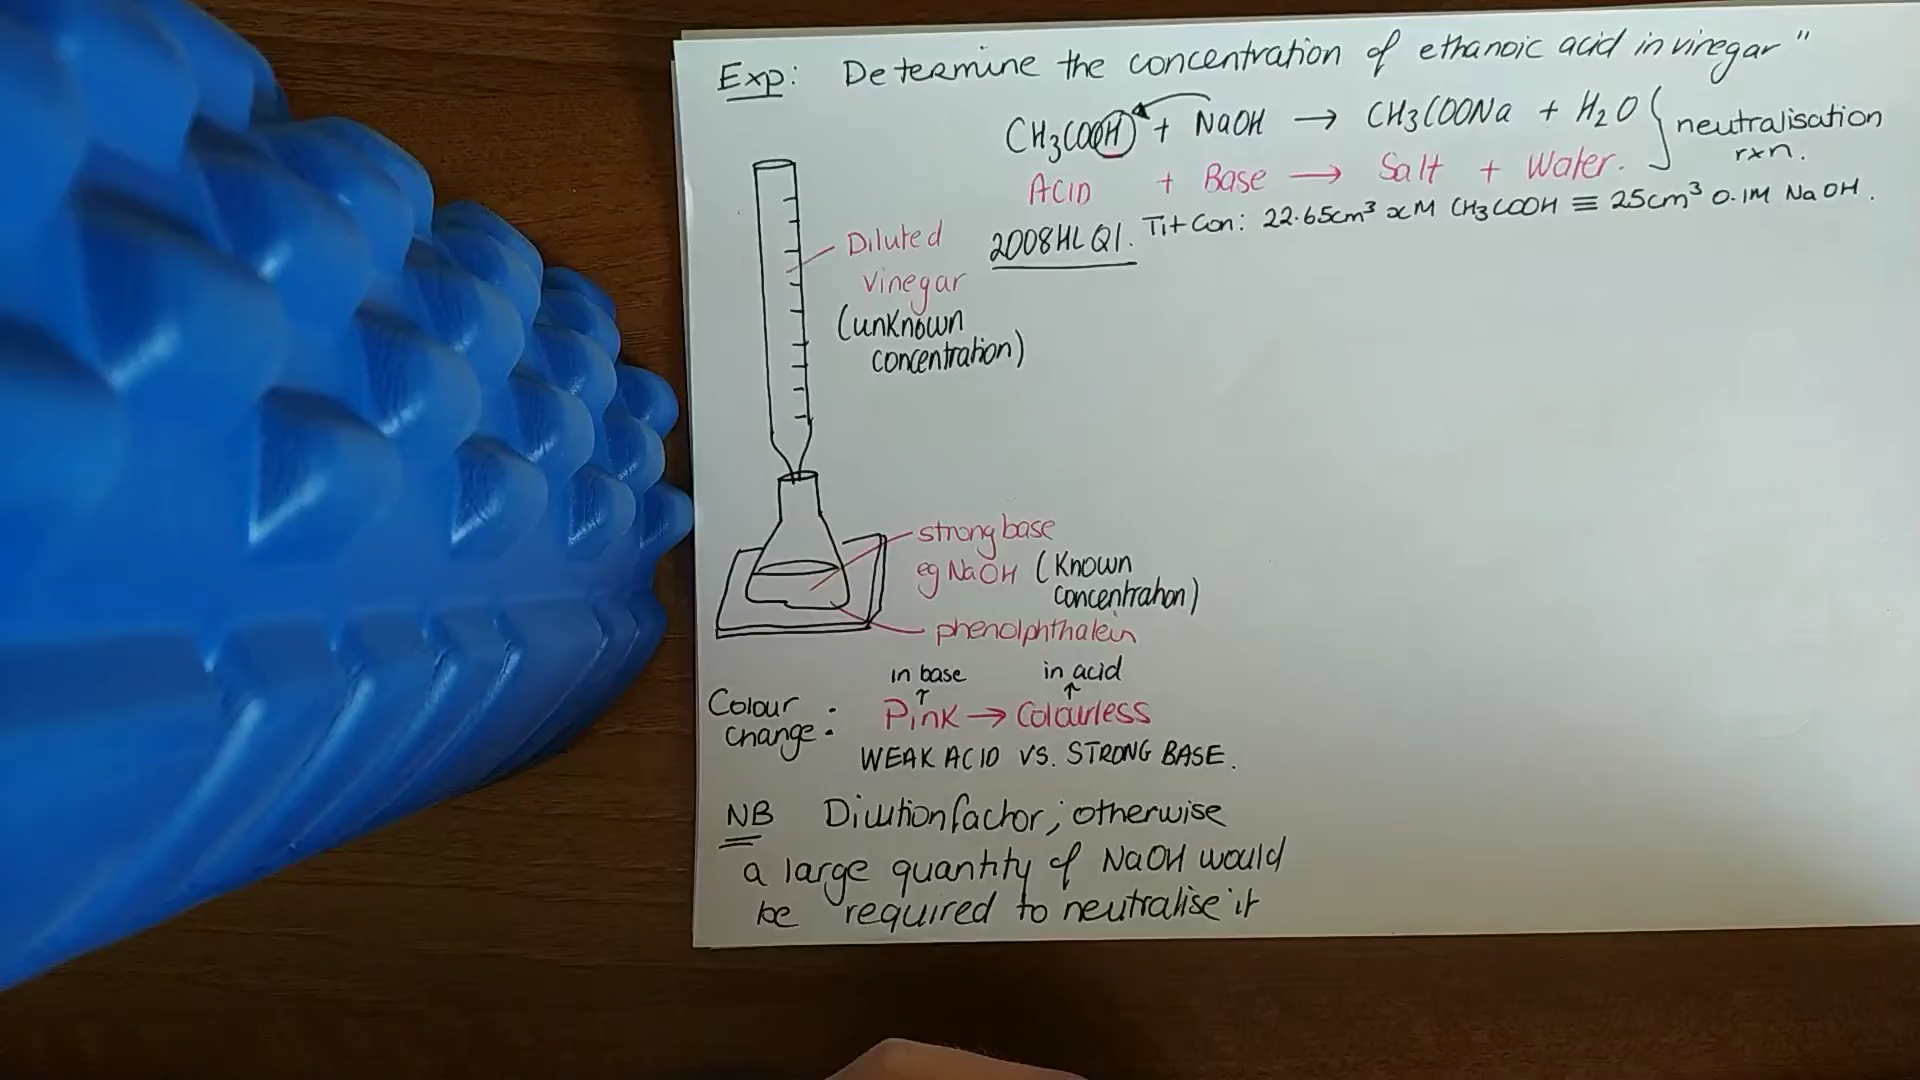 Exp: Determine the concentration of ethanoic acid in vinegar"
CH3COOH + NaOH → CH3COONa + H2O } neutralisation rxn.
ACID + Base → Salt + Water.
2008HL Q1. Titcon: 22.65cm³ xM CH3COOH ≡ 25cm³ 0.1M NaOH.
Diluted
vinegar
(unknown
concentration)
strong base
eg NaOH (Known
concentration)
phenolphthalein
in base in acid
↑ ↑
Colour change: Pink → Colourless
WEAK ACID VS. STRONG BASE.
NB Dilution factor; otherwise
a large quantity of NaOH would
be required to neutralise it